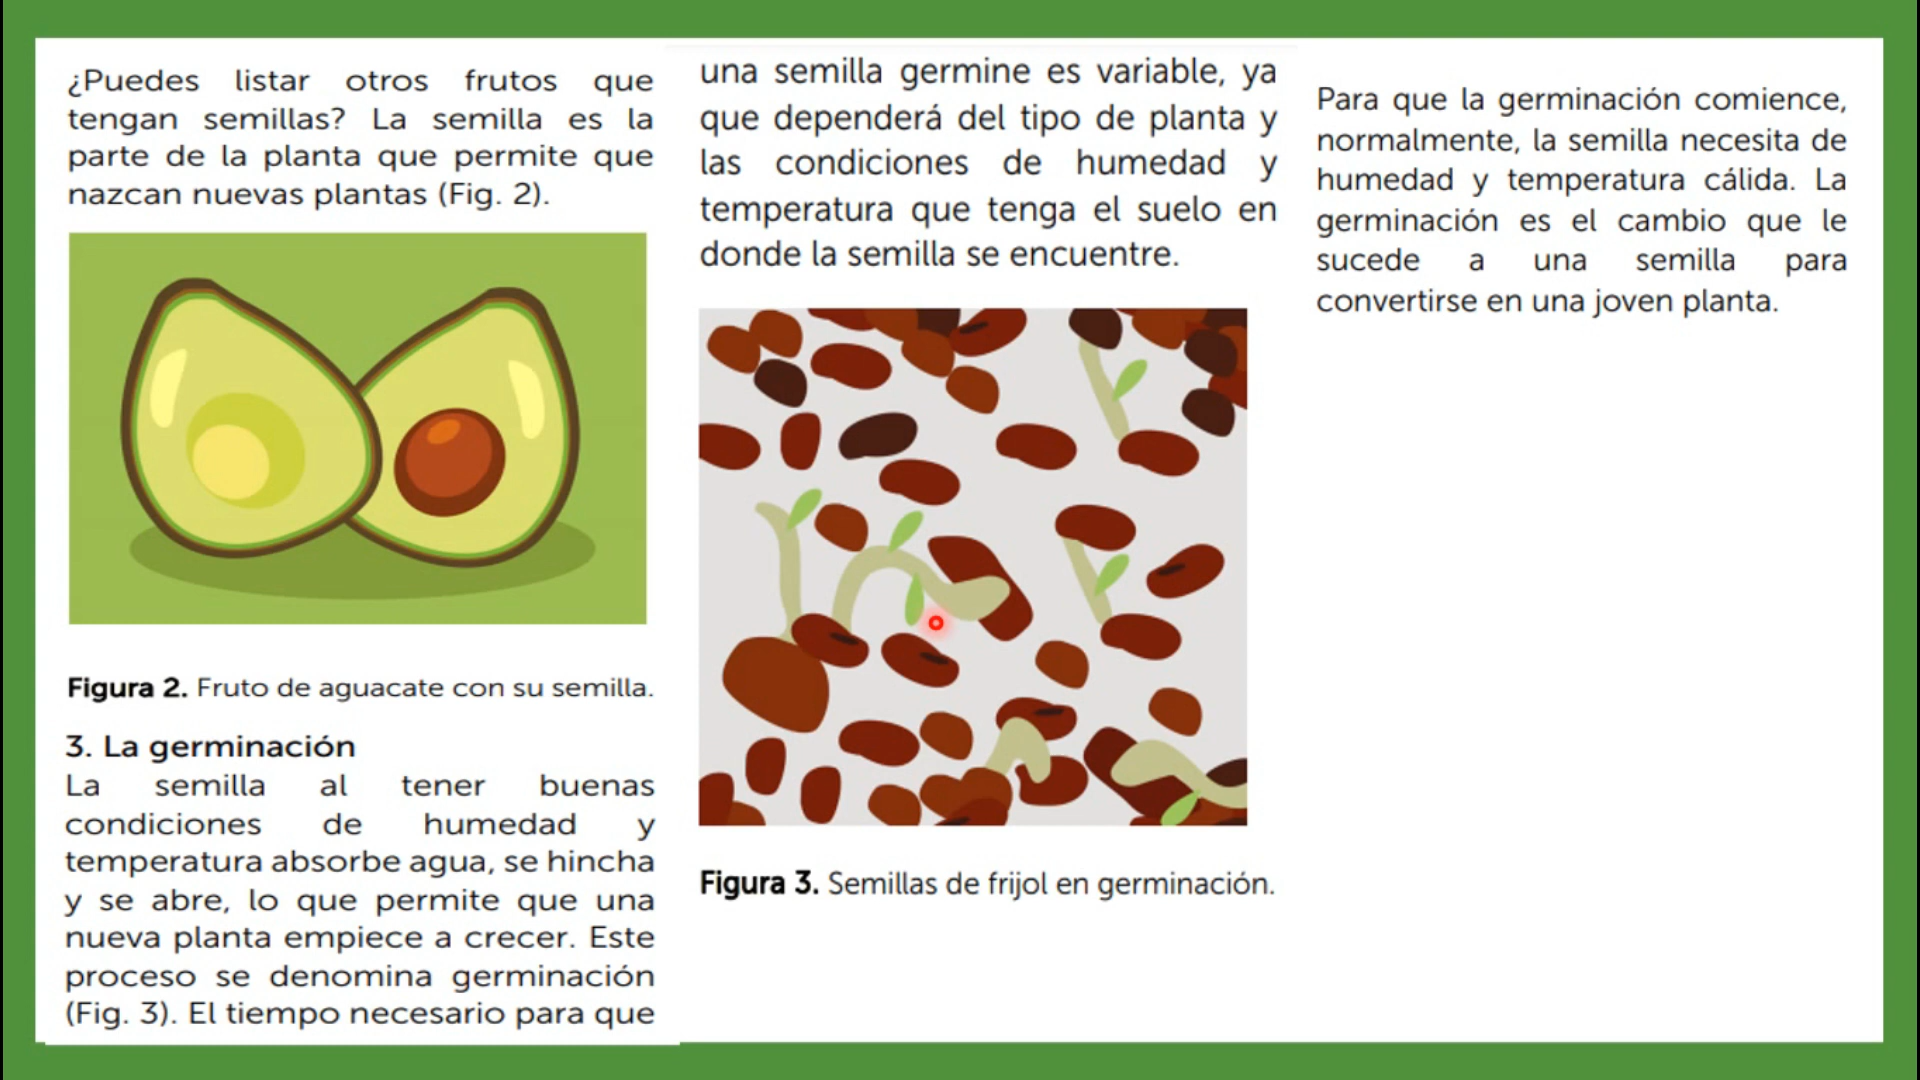 ¿Puedes listar otros frutos que
tengan semillas? La semilla es la
parte de la planta que permite que
nazcan nuevas plantas (Fig. 2).
Figura 2. Fruto de aguacate con su semilla.
3. La germinación
La semilla al tener buenas
condiciones de humedad y
temperatura absorbe agua, se hincha
y se abre, lo que permite que una
nueva planta empiece a crecer. Este
proceso se denomina germinación
(Fig. 3). El tiempo necesario para que
una semilla germine es variable, ya
que dependerá del tipo de planta y
las condiciones de humedad y
temperatura que tenga el suelo en
donde la semilla se encuentre.
Figura 3. Semillas de frijol en germinación.
Para que la germinación comience,
normalmente, la semilla necesita de
humedad y temperatura cálida. La
germinación es el cambio que le
sucede a una semilla para
convertirse en una joven planta.